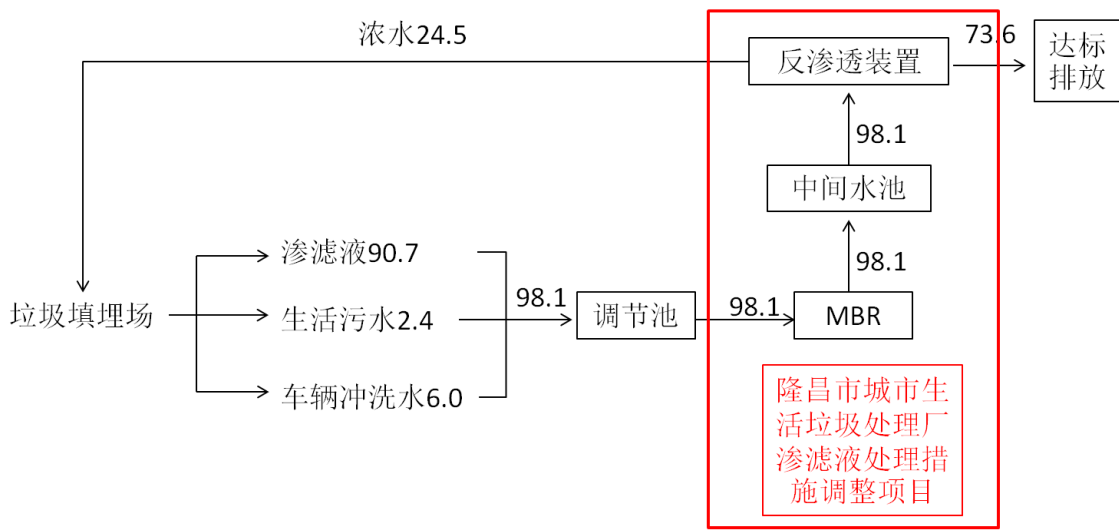 浓水24.5
反渗透装置
73.6
达标
排放
98.1
中间水池
98.1
渗滤液90.7
垃圾填埋场
生活污水2.4
98.1
调节池
98.1
MBR
车辆冲洗水6.0
隆昌市城市生
活垃圾处理厂
渗滤液处理措
施调整项目